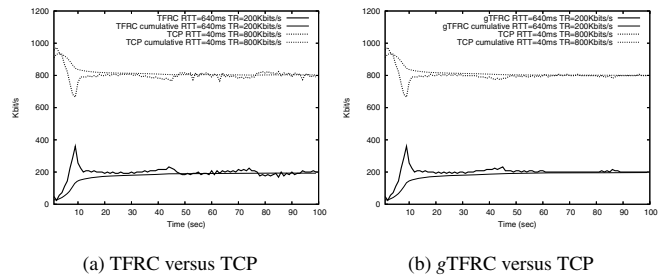 TFRC RTT=640ms TR=200Kbits/s
TFRC cumulative RTT=640ms TR=200Kbits/s
TCP RTT=40ms TR=800Kbits/s
TCP cumulative RTT=40ms TR=800Kbits/s
1200
1000
800
600
400
200
0
Kbit/s
10 20 30 40 50 60 70 80 90 100
Time (sec)
(a) TFRC versus TCP
gTFRC RTT=640ms TR=200Kbits/s
gTFRC cumulative RTT=640ms TR=200Kbits/s
TCP RTT=40ms TR=800Kbits/s
TCP cumulative RTT=40ms TR=800Kbits/s
1200
1000
800
600
400
200
0
Kbit/s
10 20 30 40 50 60 70 80 90 100
Time (sec)
(b) gTFRC versus TCP